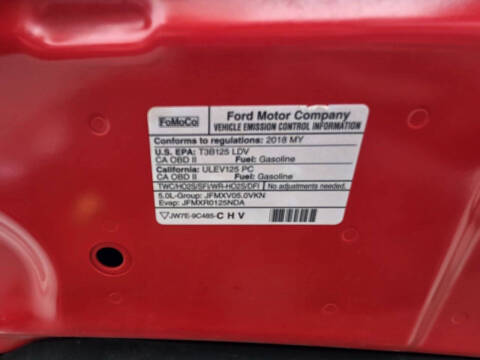 FoMoCo
Ford Motor Company
VEHICLE EMISSION CONTROL INFORMATION
Conforms to regulations: 2018 MY
U.S. EPA: T3B125 LDV
CA OBD II Fuel: Gasoline
California: ULEV125 PC
CA OBD II Fuel: Gasoline
TWC/HO2S/SFI/WR-HO2S/DFI No adjustments needed.
5.0L-Group: JFMXV05.0VKN
Evap: JFMXR0125NDA
JW7E-9C485-CHV